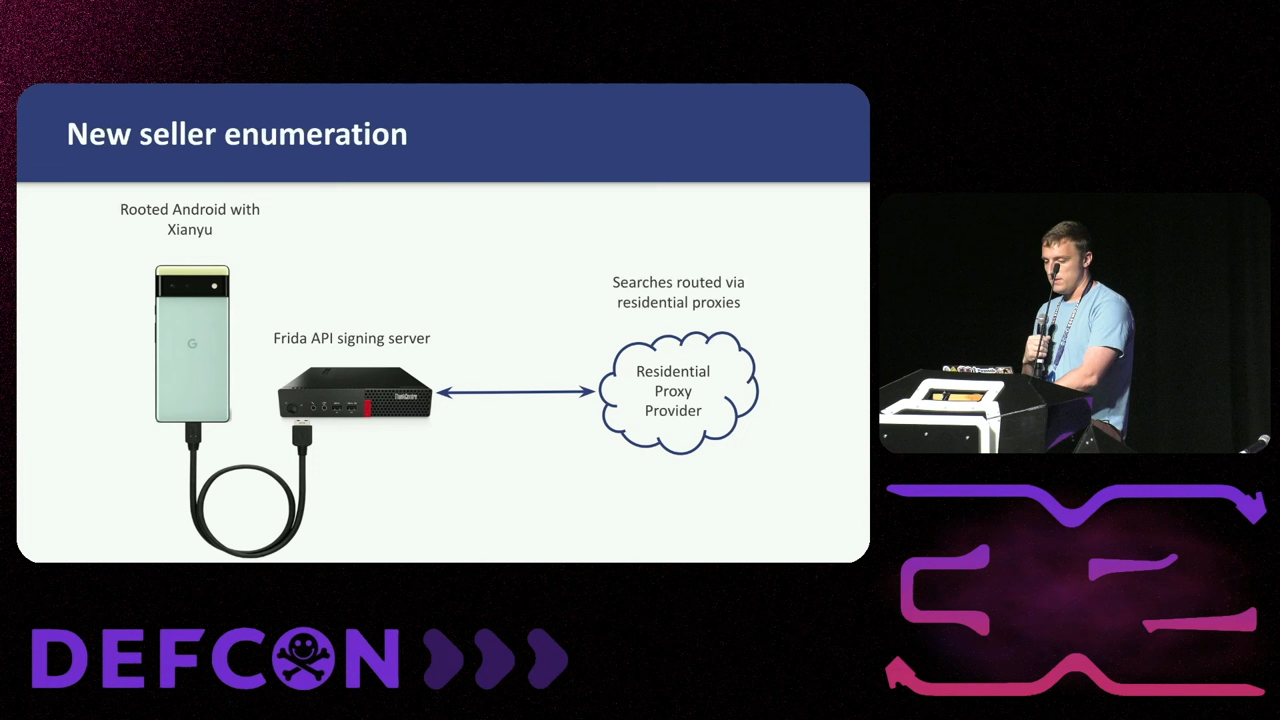 New seller enumeration
Rooted Android with
Xianyu
Frida API signing server
ThinkCentre
Searches routed via
residential proxies
Residential
Proxy
Provider
G
DEFCON